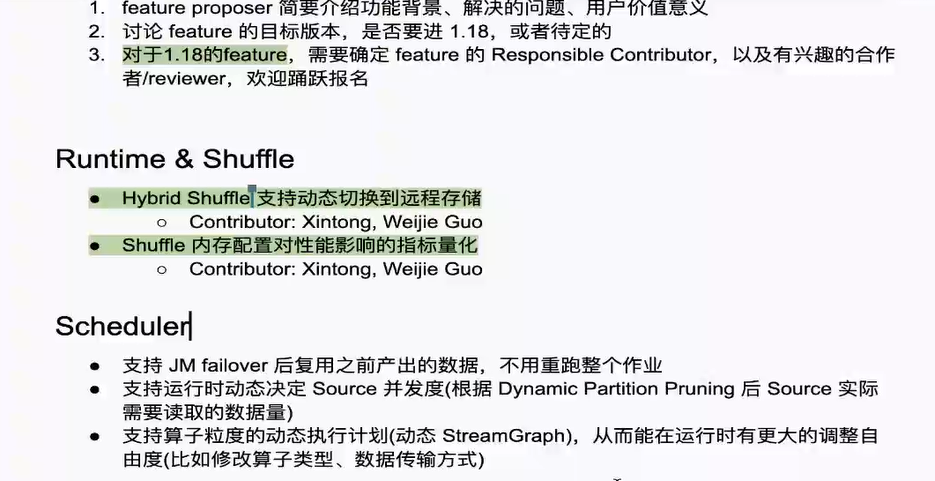 1. feature proposer 简要介绍功能背景、解决的问题、用户价值意义
2. 讨论 feature 的目标版本，是否要进 1.18，或者待定的
3. 对于1.18的feature，需要确定 feature 的 Responsible Contributor，以及有兴趣的合作
者/reviewer，欢迎踊跃报名
Runtime & Shuffle
● Hybrid Shuffle 支持动态切换到远程存储
○ Contributor: Xintong, Weijie Guo
● Shuffle 内存配置对性能影响的指标量化
○ Contributor: Xintong, Weijie Guo
Scheduler
● 支持 JM failover 后复用之前产出的数据，不用重跑整个作业
● 支持运行时动态决定 Source 并发度(根据 Dynamic Partition Pruning 后 Source 实际
需要读取的数据量)
● 支持算子粒度的动态执行计划(动态 StreamGraph)，从而能在运行时有更大的调整自
由度(比如修改算子类型、数据传输方式)